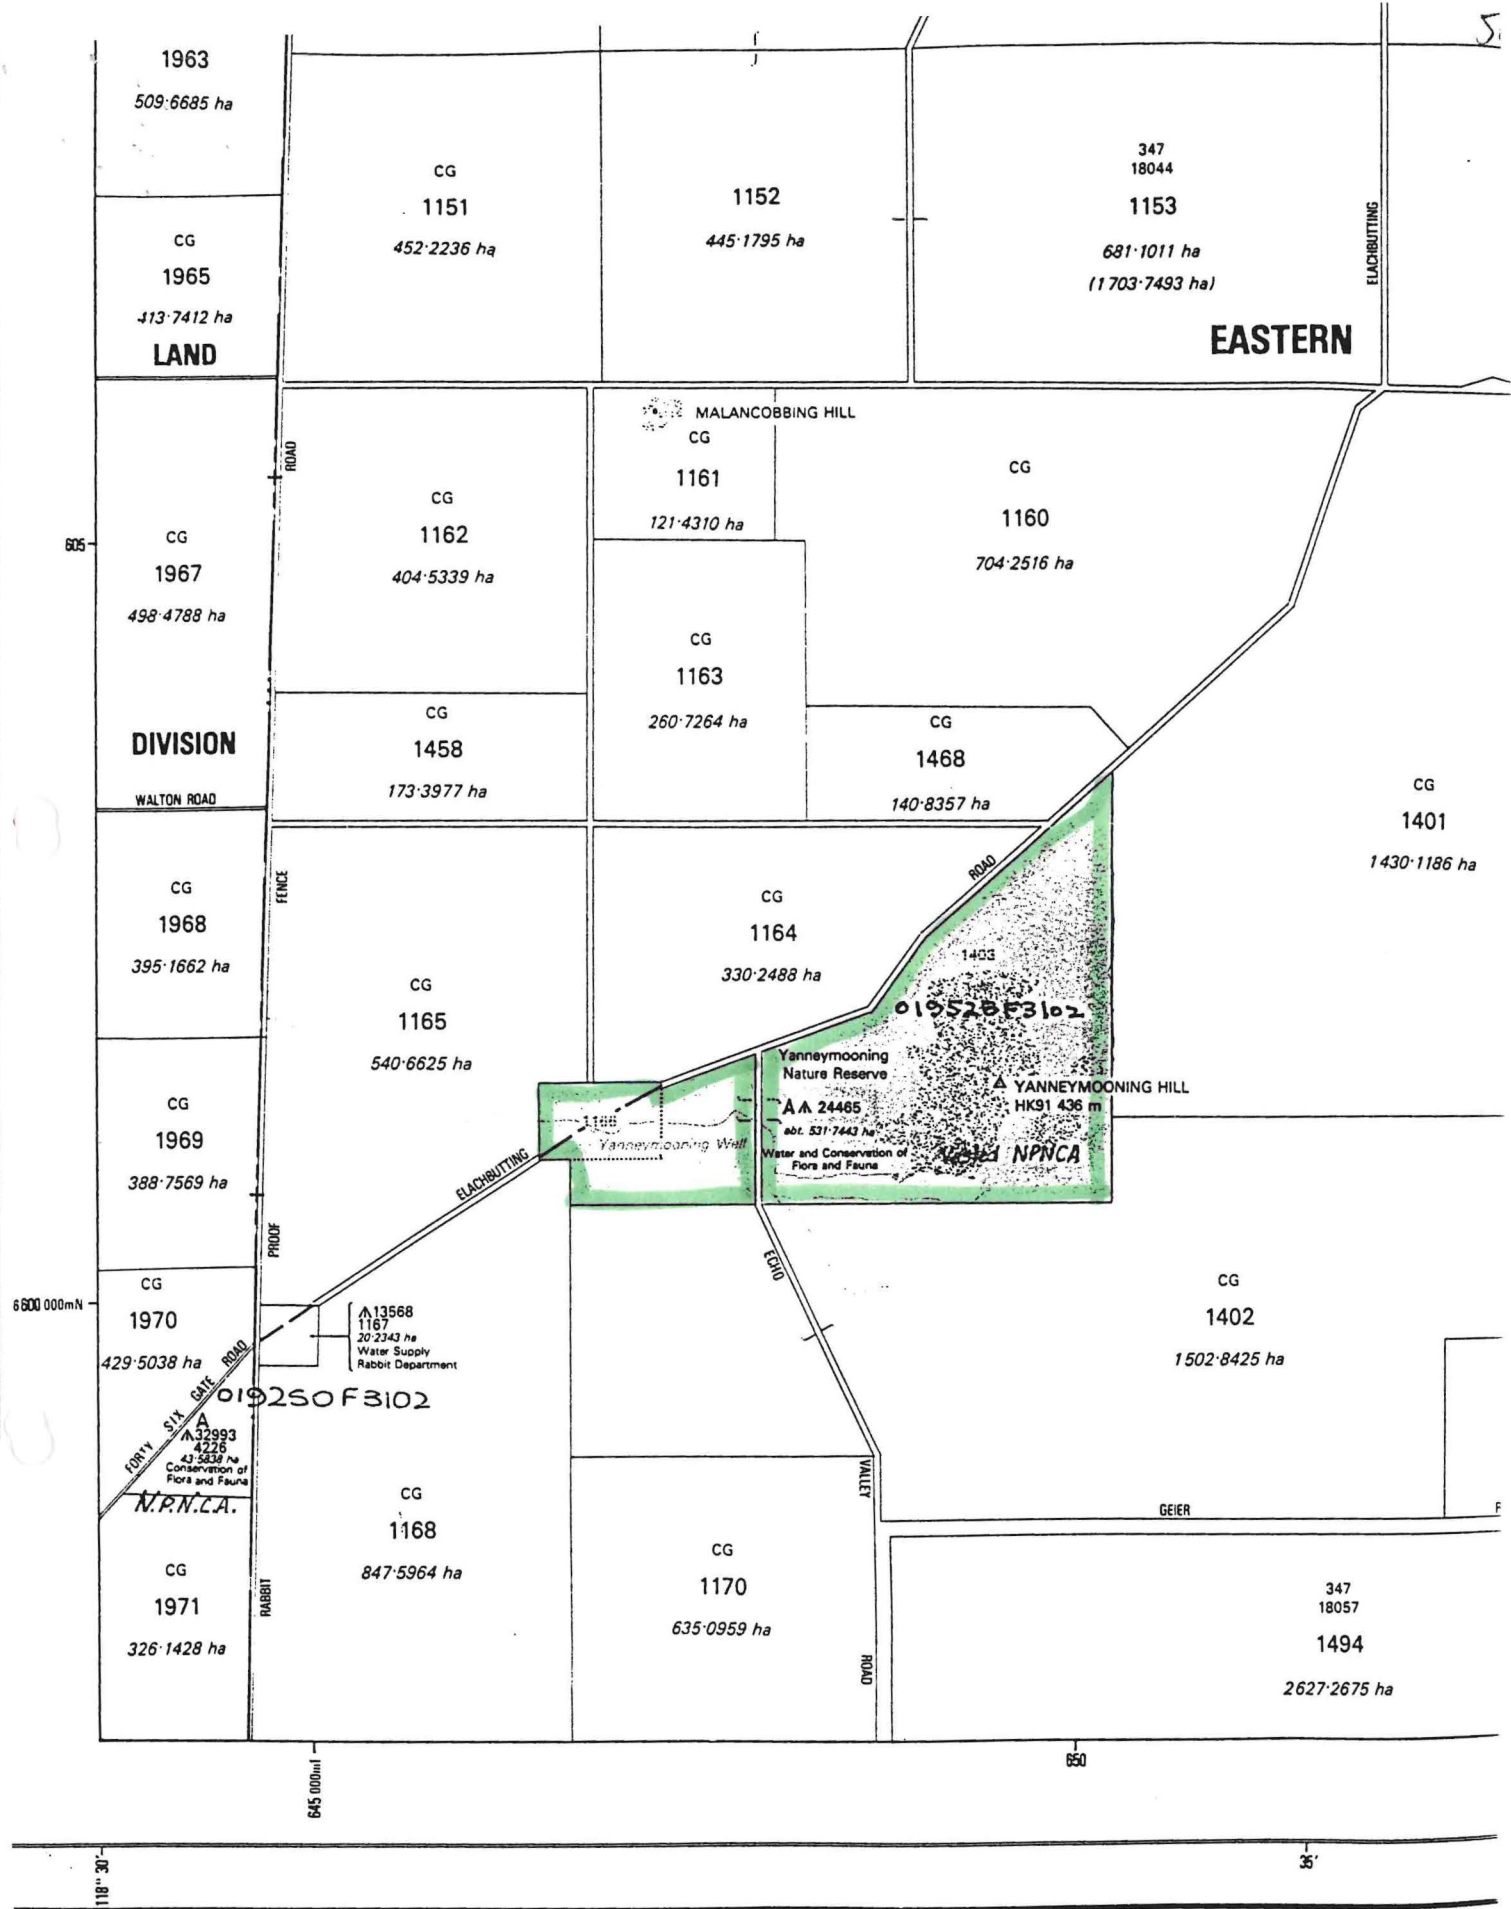 1963
509·6685 ha
CG
1151
452·2236 ha
1152
445·1795 ha
347
18044
1153
681·1011 ha
(1703·7493 ha)
ELACHBUTTING
CG
1965
413·7412 ha
LAND
EASTERN
MALANCOBBING HILL
CG
1161
121·4310 ha
CG
1160
704·2516 ha
ROAD
CG
1162
404·5339 ha
605
CG
1967
498·4788 ha
CG
1163
260·7264 ha
CG
1458
173·3977 ha
CG
1468
140·8357 ha
DIVISION
WALTON ROAD
CG
1401
1430·1186 ha
FENCE
ROAD
CG
1968
395·1662 ha
CG
1164
330·2488 ha
1403
01952BF3102
CG
1165
540·6625 ha
Yanneymooning
Nature Reserve
YANNEYMOONING HILL
HK91 436 m
A 24465
abt. 531·7443 ha
Water and Conservation of
Flora and Fauna
NPNCA
1166
Yanneymooning Well
CG
1969
388·7569 ha
ELACHBUTTING
PROOF
ECHO
6600 000mN
CG
1970
429·5038 ha
13568
1167
20·2343 ha
Water Supply
Rabbit Department
CG
1402
1502·8425 ha
FORTY SIX GATE ROAD
019250F3102
A
32993
4226
43·5838 ha
Conservation of
Flora and Fauna
N.P.N.C.A.
VALLEY
GEIER
CG
1168
847·5964 ha
CG
1170
635·0959 ha
CG
1971
326·1428 ha
RABBIT
ROAD
347
18057
1494
2627·2675 ha
650
118° 30'
35'